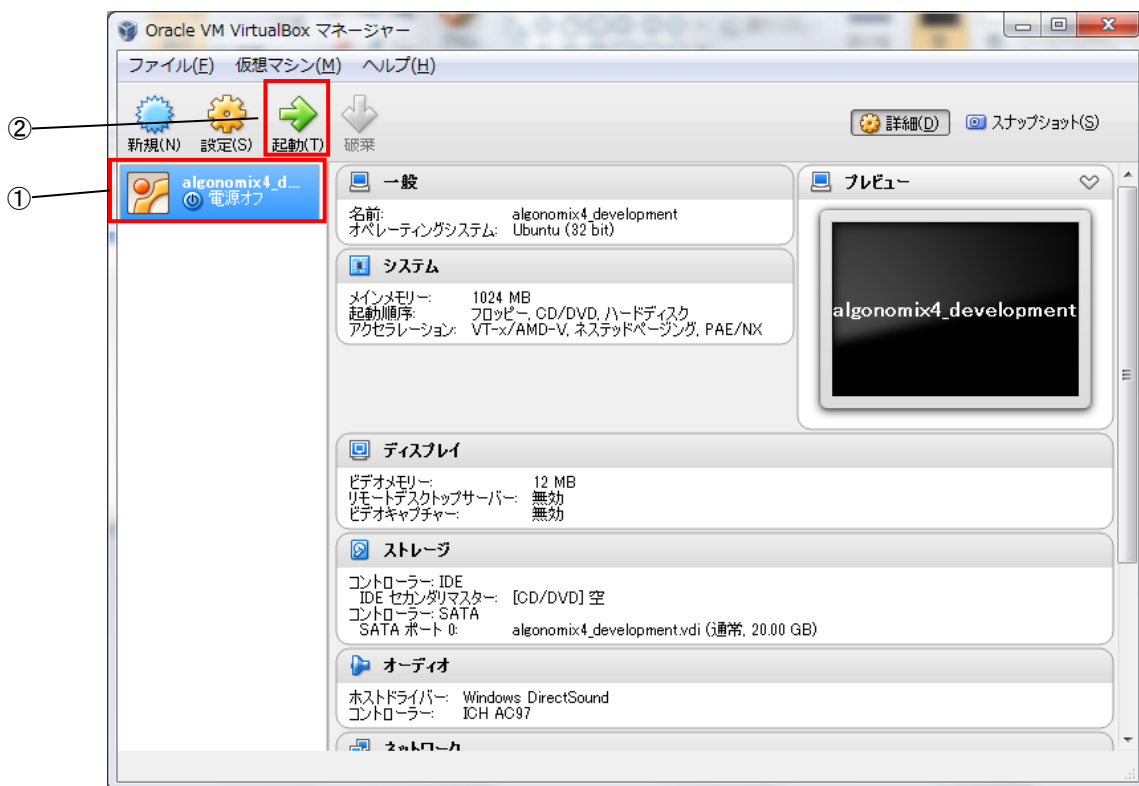 Oracle VM VirtualBox マネージャー
ファイル(F) 仮想マシン(M) ヘルプ(H)
②
新規(N) 設定(S) 起動(T) 破棄
詳細(D) スナップショット(S)
①
algonomix4_d...
電源オフ
一般
名前: algonomix4_development
オペレーティングシステム: Ubuntu (32 bit)
システム
メインメモリー: 1024 MB
起動順序: フロッピー, CD/DVD, ハードディスク
アクセラレーション: VT-x/AMD-V, ネステッドページング, PAE/NX
プレビュー
algonomix4_development
ディスプレイ
ビデオメモリー: 12 MB
リモートデスクトップサーバー: 無効
ビデオキャプチャー: 無効
ストレージ
コントローラー: IDE
IDE セカンダリマスター: [CD/DVD] 空
コントローラー: SATA
SATA ポート 0: algonomix4_development.vdi (通常, 20.00 GB)
オーディオ
ホストドライバー: Windows DirectSound
コントローラー: ICH AC97
ネットワーク